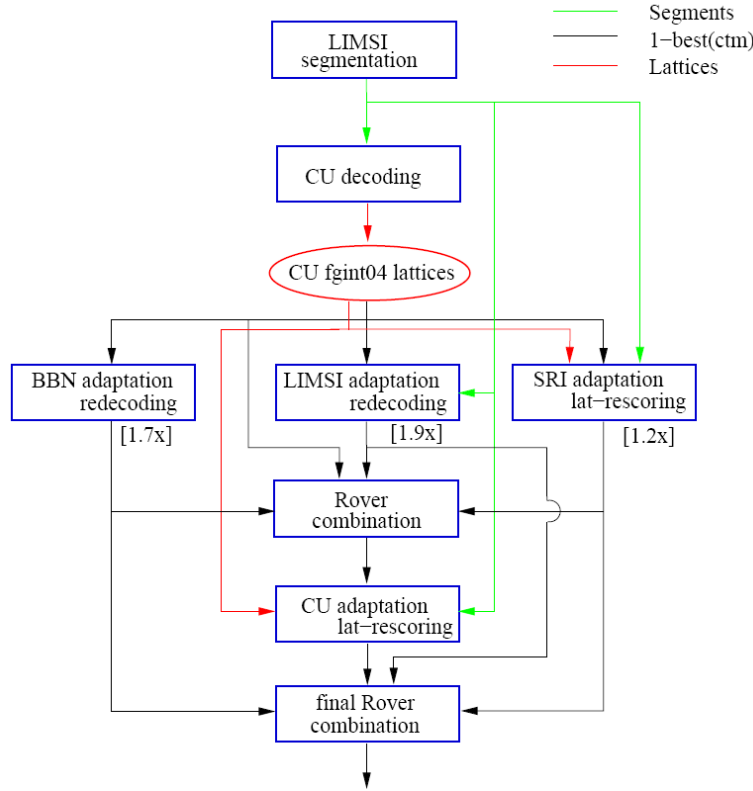 Segments
1−best(ctm)
Lattices
LIMSI
segmentation
CU decoding
CU fgint04 lattices
BBN adaptation
redecoding
[1.7x]
LIMSI adaptation
redecoding
[1.9x]
SRI adaptation
lat−rescoring
[1.2x]
Rover
combination
CU adaptation
lat−rescoring
final Rover
combination